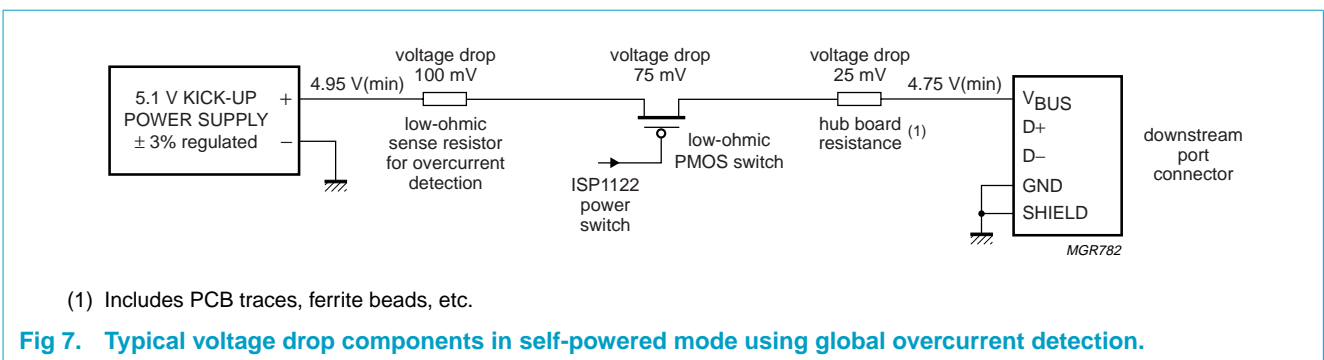 voltage drop
100 mV
voltage drop
75 mV
voltage drop
25 mV
4.95 V(min)
4.75 V(min)
5.1 V KICK-UP
POWER SUPPLY
± 3% regulated
+
−
low-ohmic
sense resistor
for overcurrent
detection
ISP1122
power
switch
low-ohmic
PMOS switch
hub board
resistance (1)
VBUS
D+
D−
GND
SHIELD
downstream
port
connector
MGR782
(1) Includes PCB traces, ferrite beads, etc.
Fig 7. Typical voltage drop components in self-powered mode using global overcurrent detection.